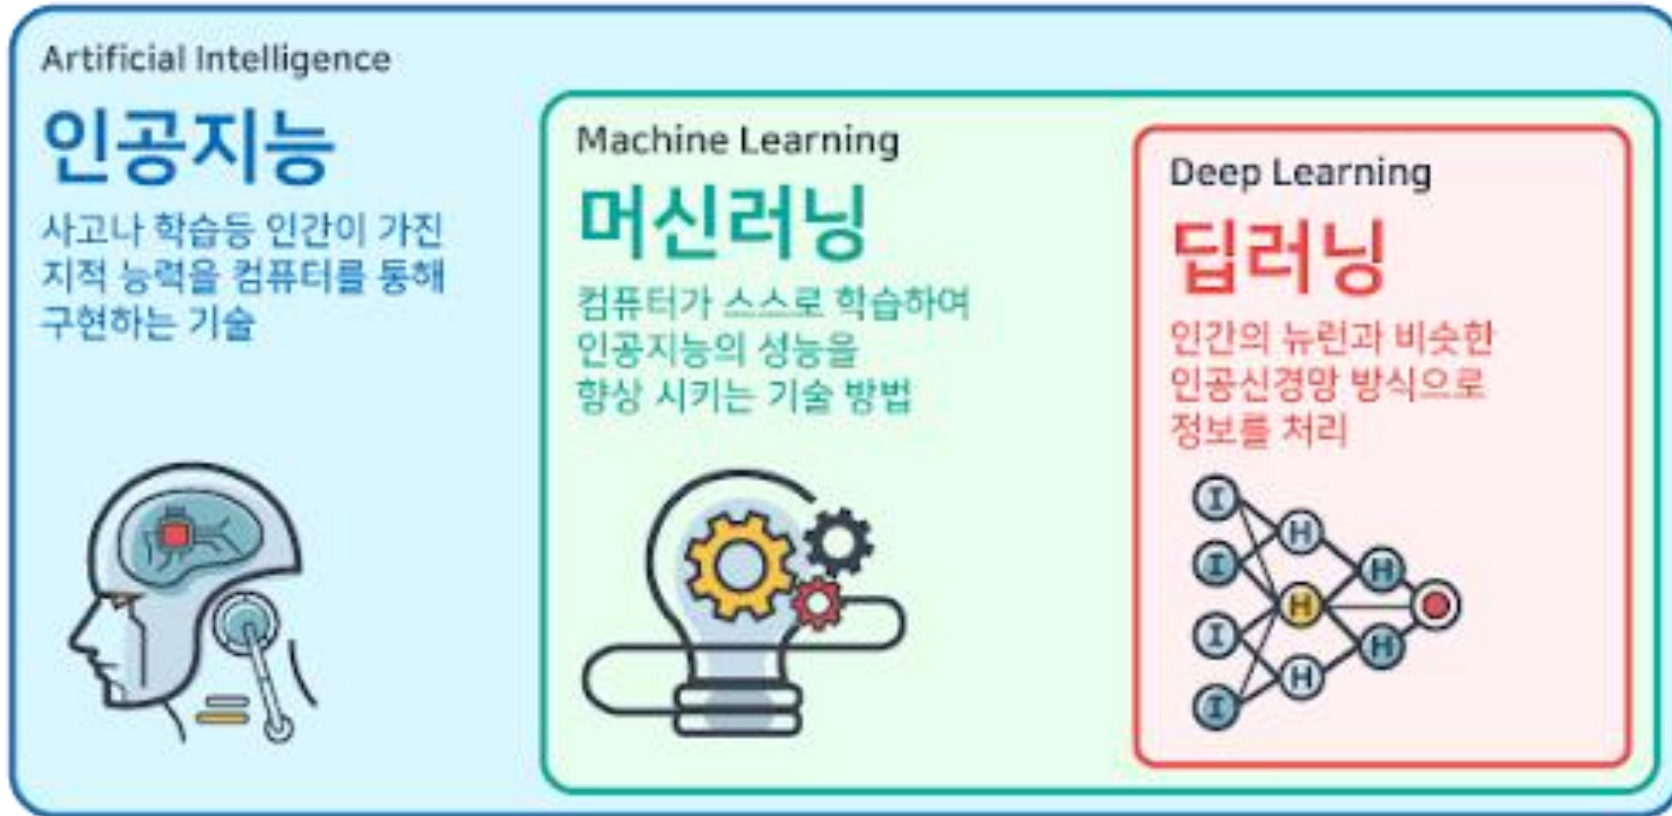 Artificial Intelligence
인공지능
사고나 학습등 인간이 가진
지적 능력을 컴퓨터를 통해
구현하는 기술
Machine Learning
머신러닝
컴퓨터가 스스로 학습하여
인공지능의 성능을
향상 시키는 기술 방법
Deep Learning
딥러닝
인간의 뉴런과 비슷한
인공신경망 방식으로
정보를 처리
I
H
I
H
H
I
H
H
I